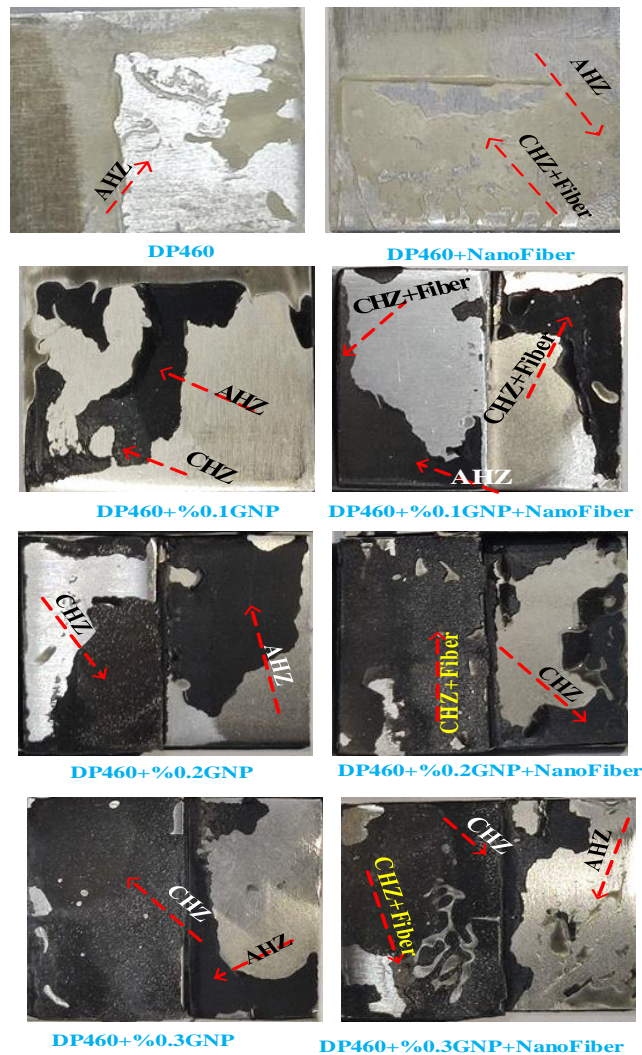 AHZ
DP460
AHZ
CHZ+Fiber
DP460+NanoFiber
AHZ
CHZ
DP460+%0.1GNP
CHZ+Fiber
CHZ+Fiber
AHZ
DP460+%0.1GNP+NanoFiber
CHZ
AHZ
DP460+%0.2GNP
CHZ+Fiber
CHZ
DP460+%0.2GNP+NanoFiber
CHZ
AHZ
DP460+%0.3GNP
CHZ
CHZ+Fiber
AHZ
DP460+%0.3GNP+NanoFiber